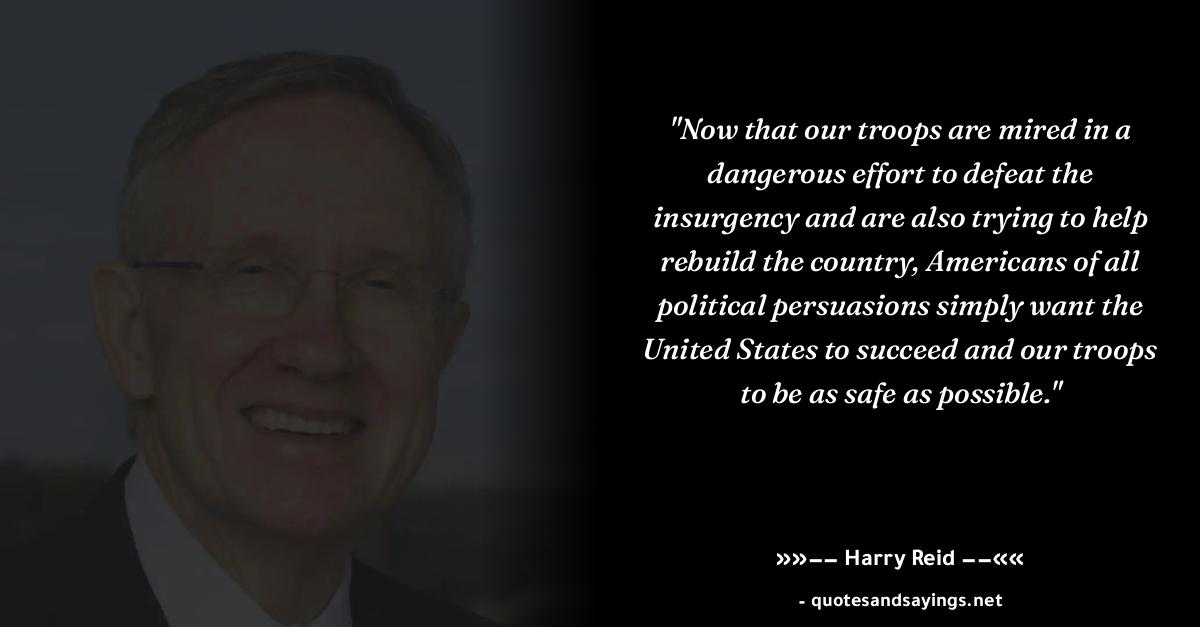 "Now that our troops are mired in a
dangerous effort to defeat the
insurgency and are also trying to help
rebuild the country, Americans of all
political persuasions simply want the
United States to succeed and our troops
to be as safe as possible."
»»−− Harry Reid −−««
- quotesandsayings.net